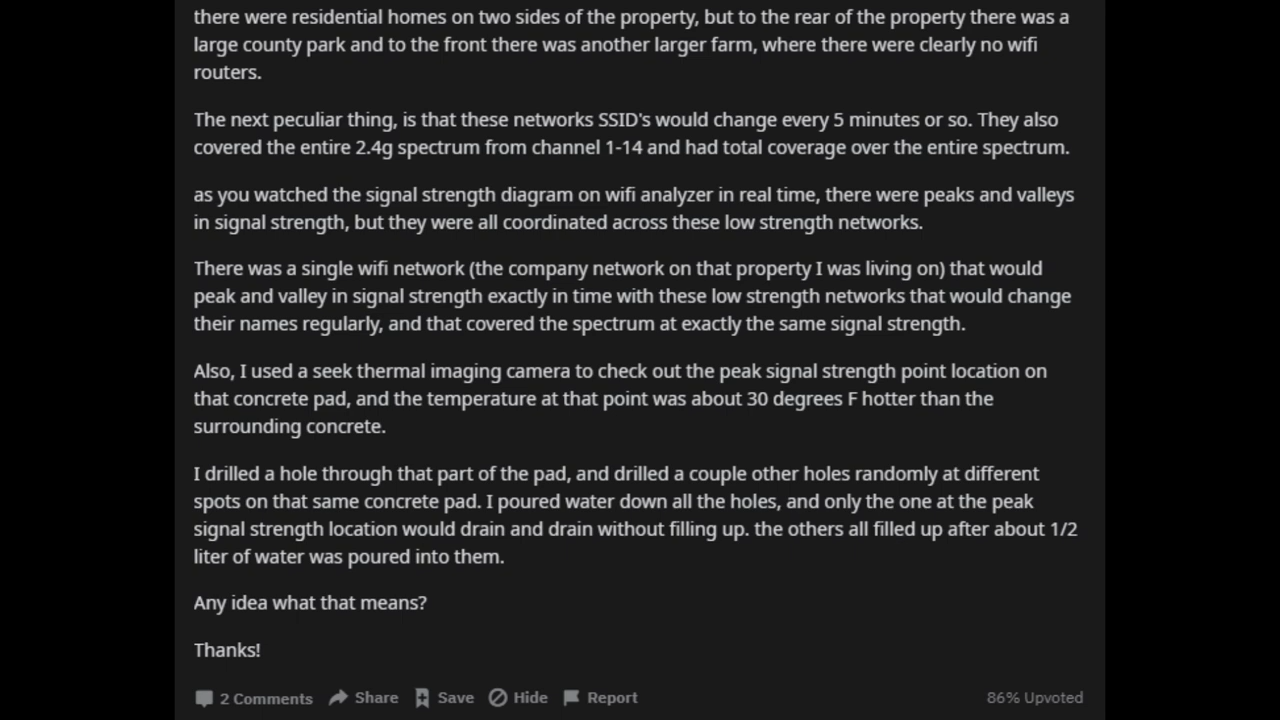 there were residential homes on two sides of the property, but to the rear of the property there was a
large county park and to the front there was another larger farm, where there were clearly no wifi
routers.
The next peculiar thing, is that these networks SSID's would change every 5 minutes or so. They also
covered the entire 2.4g spectrum from channel 1-14 and had total coverage over the entire spectrum.
as you watched the signal strength diagram on wifi analyzer in real time, there were peaks and valleys
in signal strength, but they were all coordinated across these low strength networks.
There was a single wifi network (the company network on that property I was living on) that would
peak and valley in signal strength exactly in time with these low strength networks that would change
their names regularly, and that covered the spectrum at exactly the same signal strength.
Also, I used a seek thermal imaging camera to check out the peak signal strength point location on
that concrete pad, and the temperature at that point was about 30 degrees F hotter than the
surrounding concrete.
I drilled a hole through that part of the pad, and drilled a couple other holes randomly at different
spots on that same concrete pad. I poured water down all the holes, and only the one at the peak
signal strength location would drain and drain without filling up. the others all filled up after about 1/2
liter of water was poured into them.
Any idea what that means?
Thanks!
2 Comments Share Save Hide Report 86% Upvoted